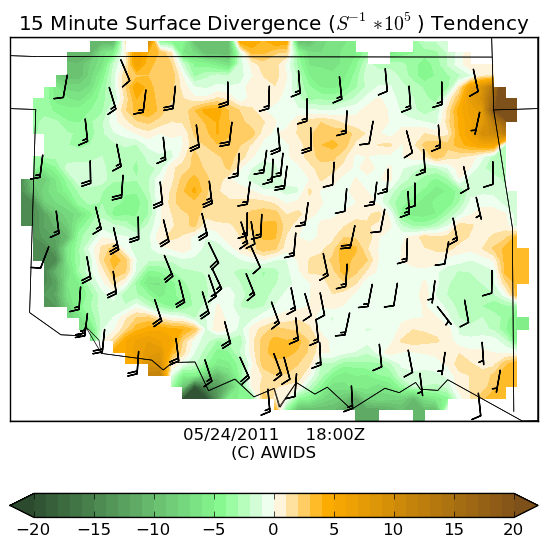 15 Minute Surface Divergence (S⁻¹ *10⁵ ) Tendency
05/24/2011 18:00Z
(C) AWIDS
−20 −15 −10 −5 0 5 10 15 20